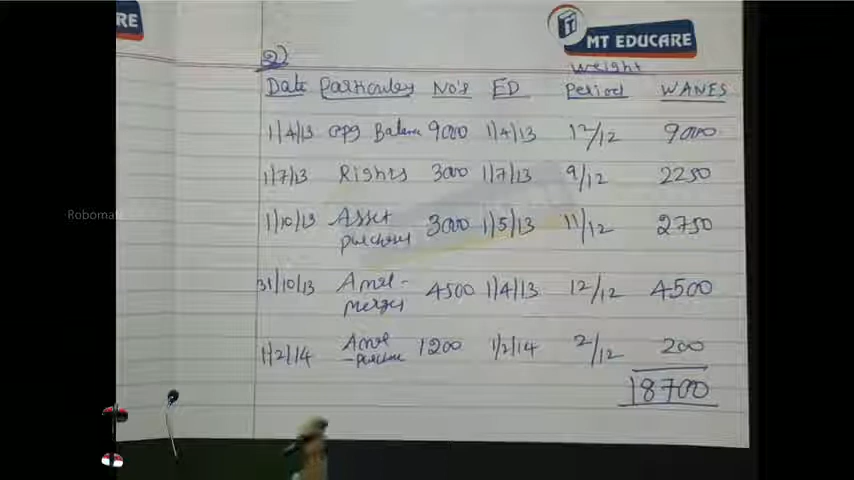 RE
MT EDUCARE
2)
weight
Date Particulars No's ED Period WANES
1/4/13 opg Balance 9000 1/4/13 12/12 9000
1/7/13 Rights 3000 1/7/13 9/12 2250
Robomate
1/10/13 Asset 3000 1/5/13 11/12 2750
purchases
31/10/13 Amal- 4500 1/4/13 12/12 4500
merger
1/2/14 Amal 1200 1/2/14 2/12 200
-purchase
18700